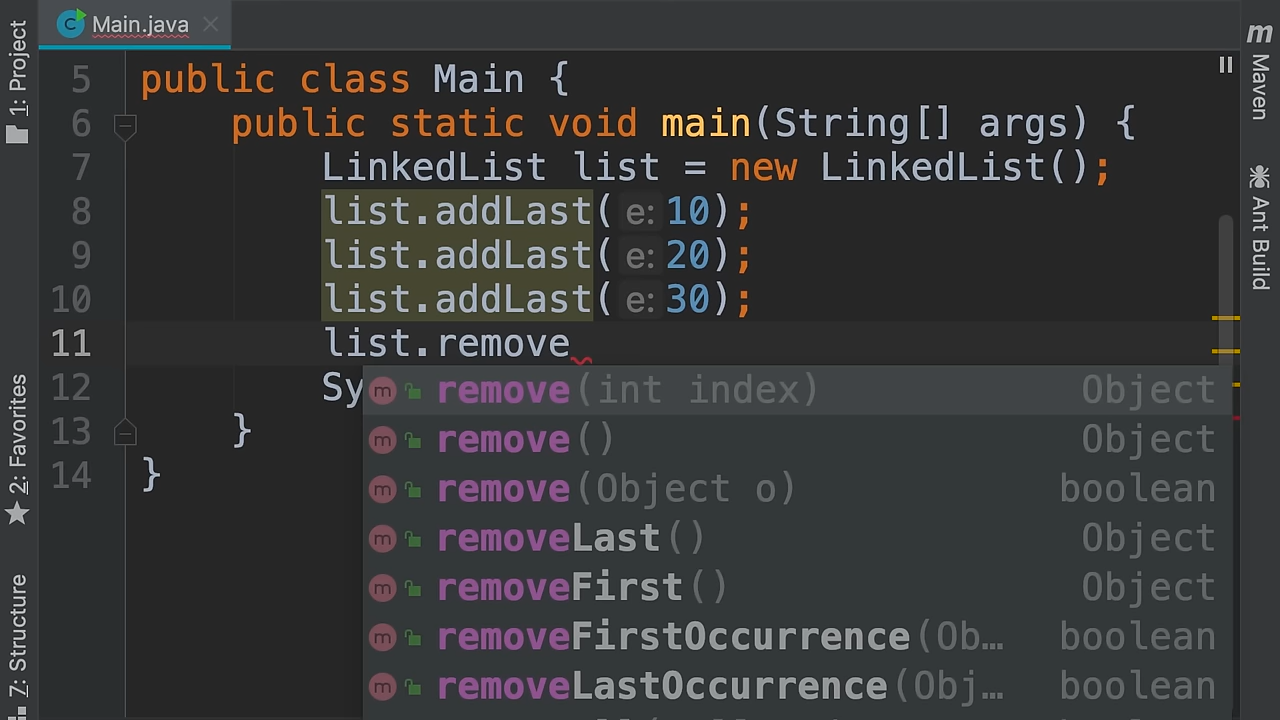 Main.java
1: Project
2: Favorites
Z: Structure
m Maven
Ant Build
5 public class Main {
6 public static void main(String[] args) {
7 LinkedList list = new LinkedList();
8 list.addLast( e: 10);
9 list.addLast( e: 20);
10 list.addLast( e: 30);
11 list.remove
12 Sy
13 }
14 }
m remove(int index) Object
m remove() Object
m remove(Object o) boolean
m removeLast() Object
m removeFirst() Object
m removeFirstOccurrence(Ob… boolean
m removeLastOccurrence(Obj… boolean